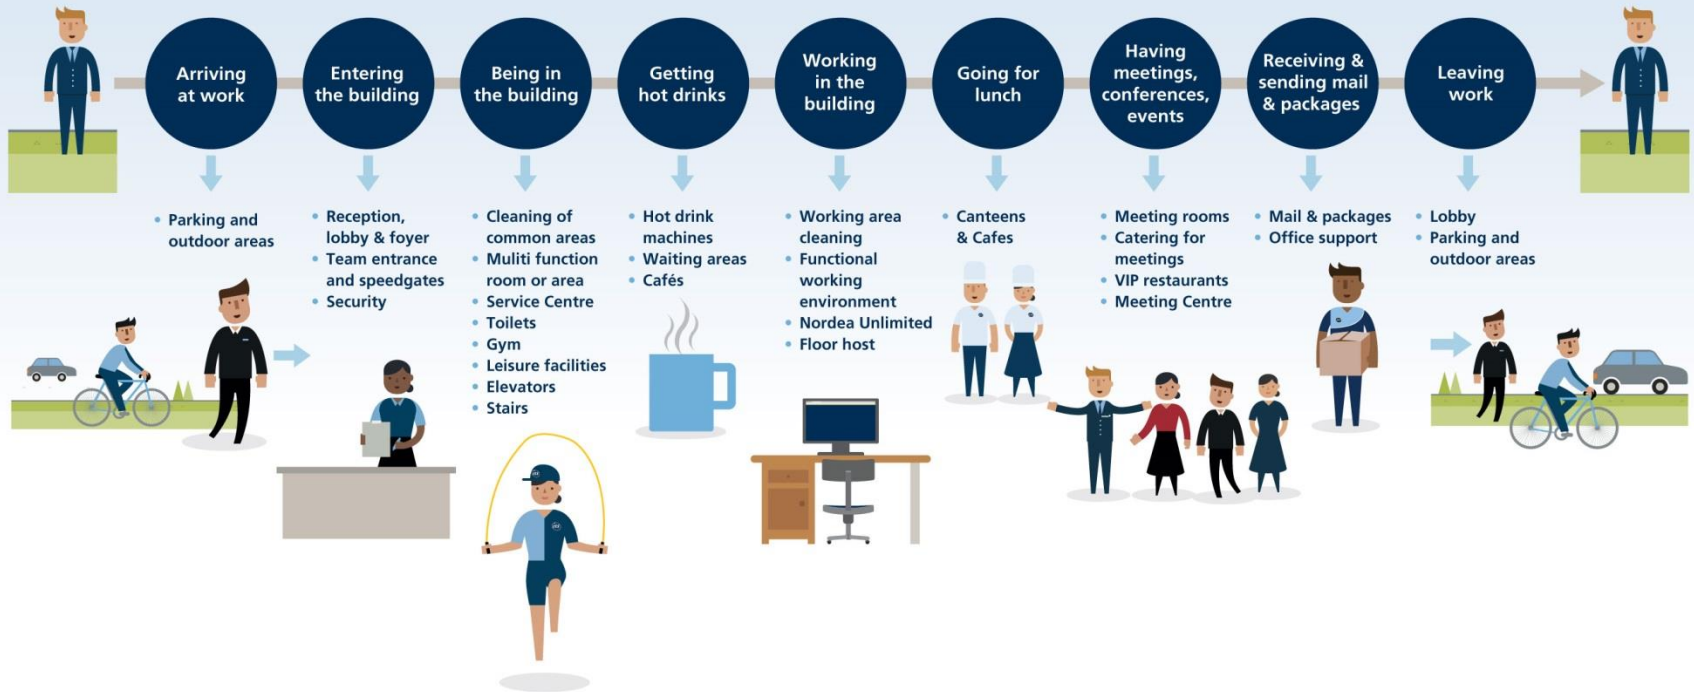 Arriving
at work
Entering
the building
Being in
the building
Getting
hot drinks
Working
in the
building
Going for
lunch
Having
meetings,
conferences,
events
Receiving &
sending mail
& packages
Leaving
work
• Parking and
outdoor areas
• Reception,
lobby & foyer
• Team entrance
and speedgates
• Security
• Cleaning of
common areas
• Muliti function
room or area
• Service Centre
• Toilets
• Gym
• Leisure facilities
• Elevators
• Stairs
• Hot drink
machines
• Waiting areas
• Cafés
• Working area
cleaning
• Functional
working
environment
• Nordea Unlimited
• Floor host
• Canteens
& Cafes
• Meeting rooms
• Catering for
meetings
• VIP restaurants
• Meeting Centre
• Mail & packages
• Office support
• Lobby
• Parking and
outdoor areas